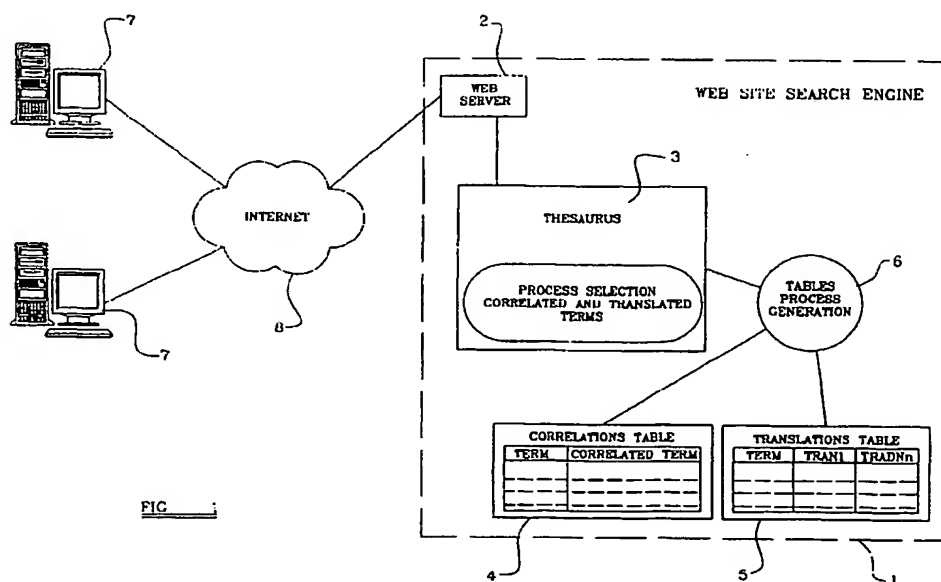 7
2
WEB
SERVER
WEB SITE SEARCH ENGINE
3
THESAURUS
INTERNET
6
TABLES
PROCESS
GENERATION
PROCESS SELECTION
CORRELATED AND TRANSLATED
TERMS
8
7
CORRELATIONS TABLE
TERM CORRELATED TERM
TRANSLATIONS TABLE
TERM TRAN1 TRADNn
FIG
4
5
1